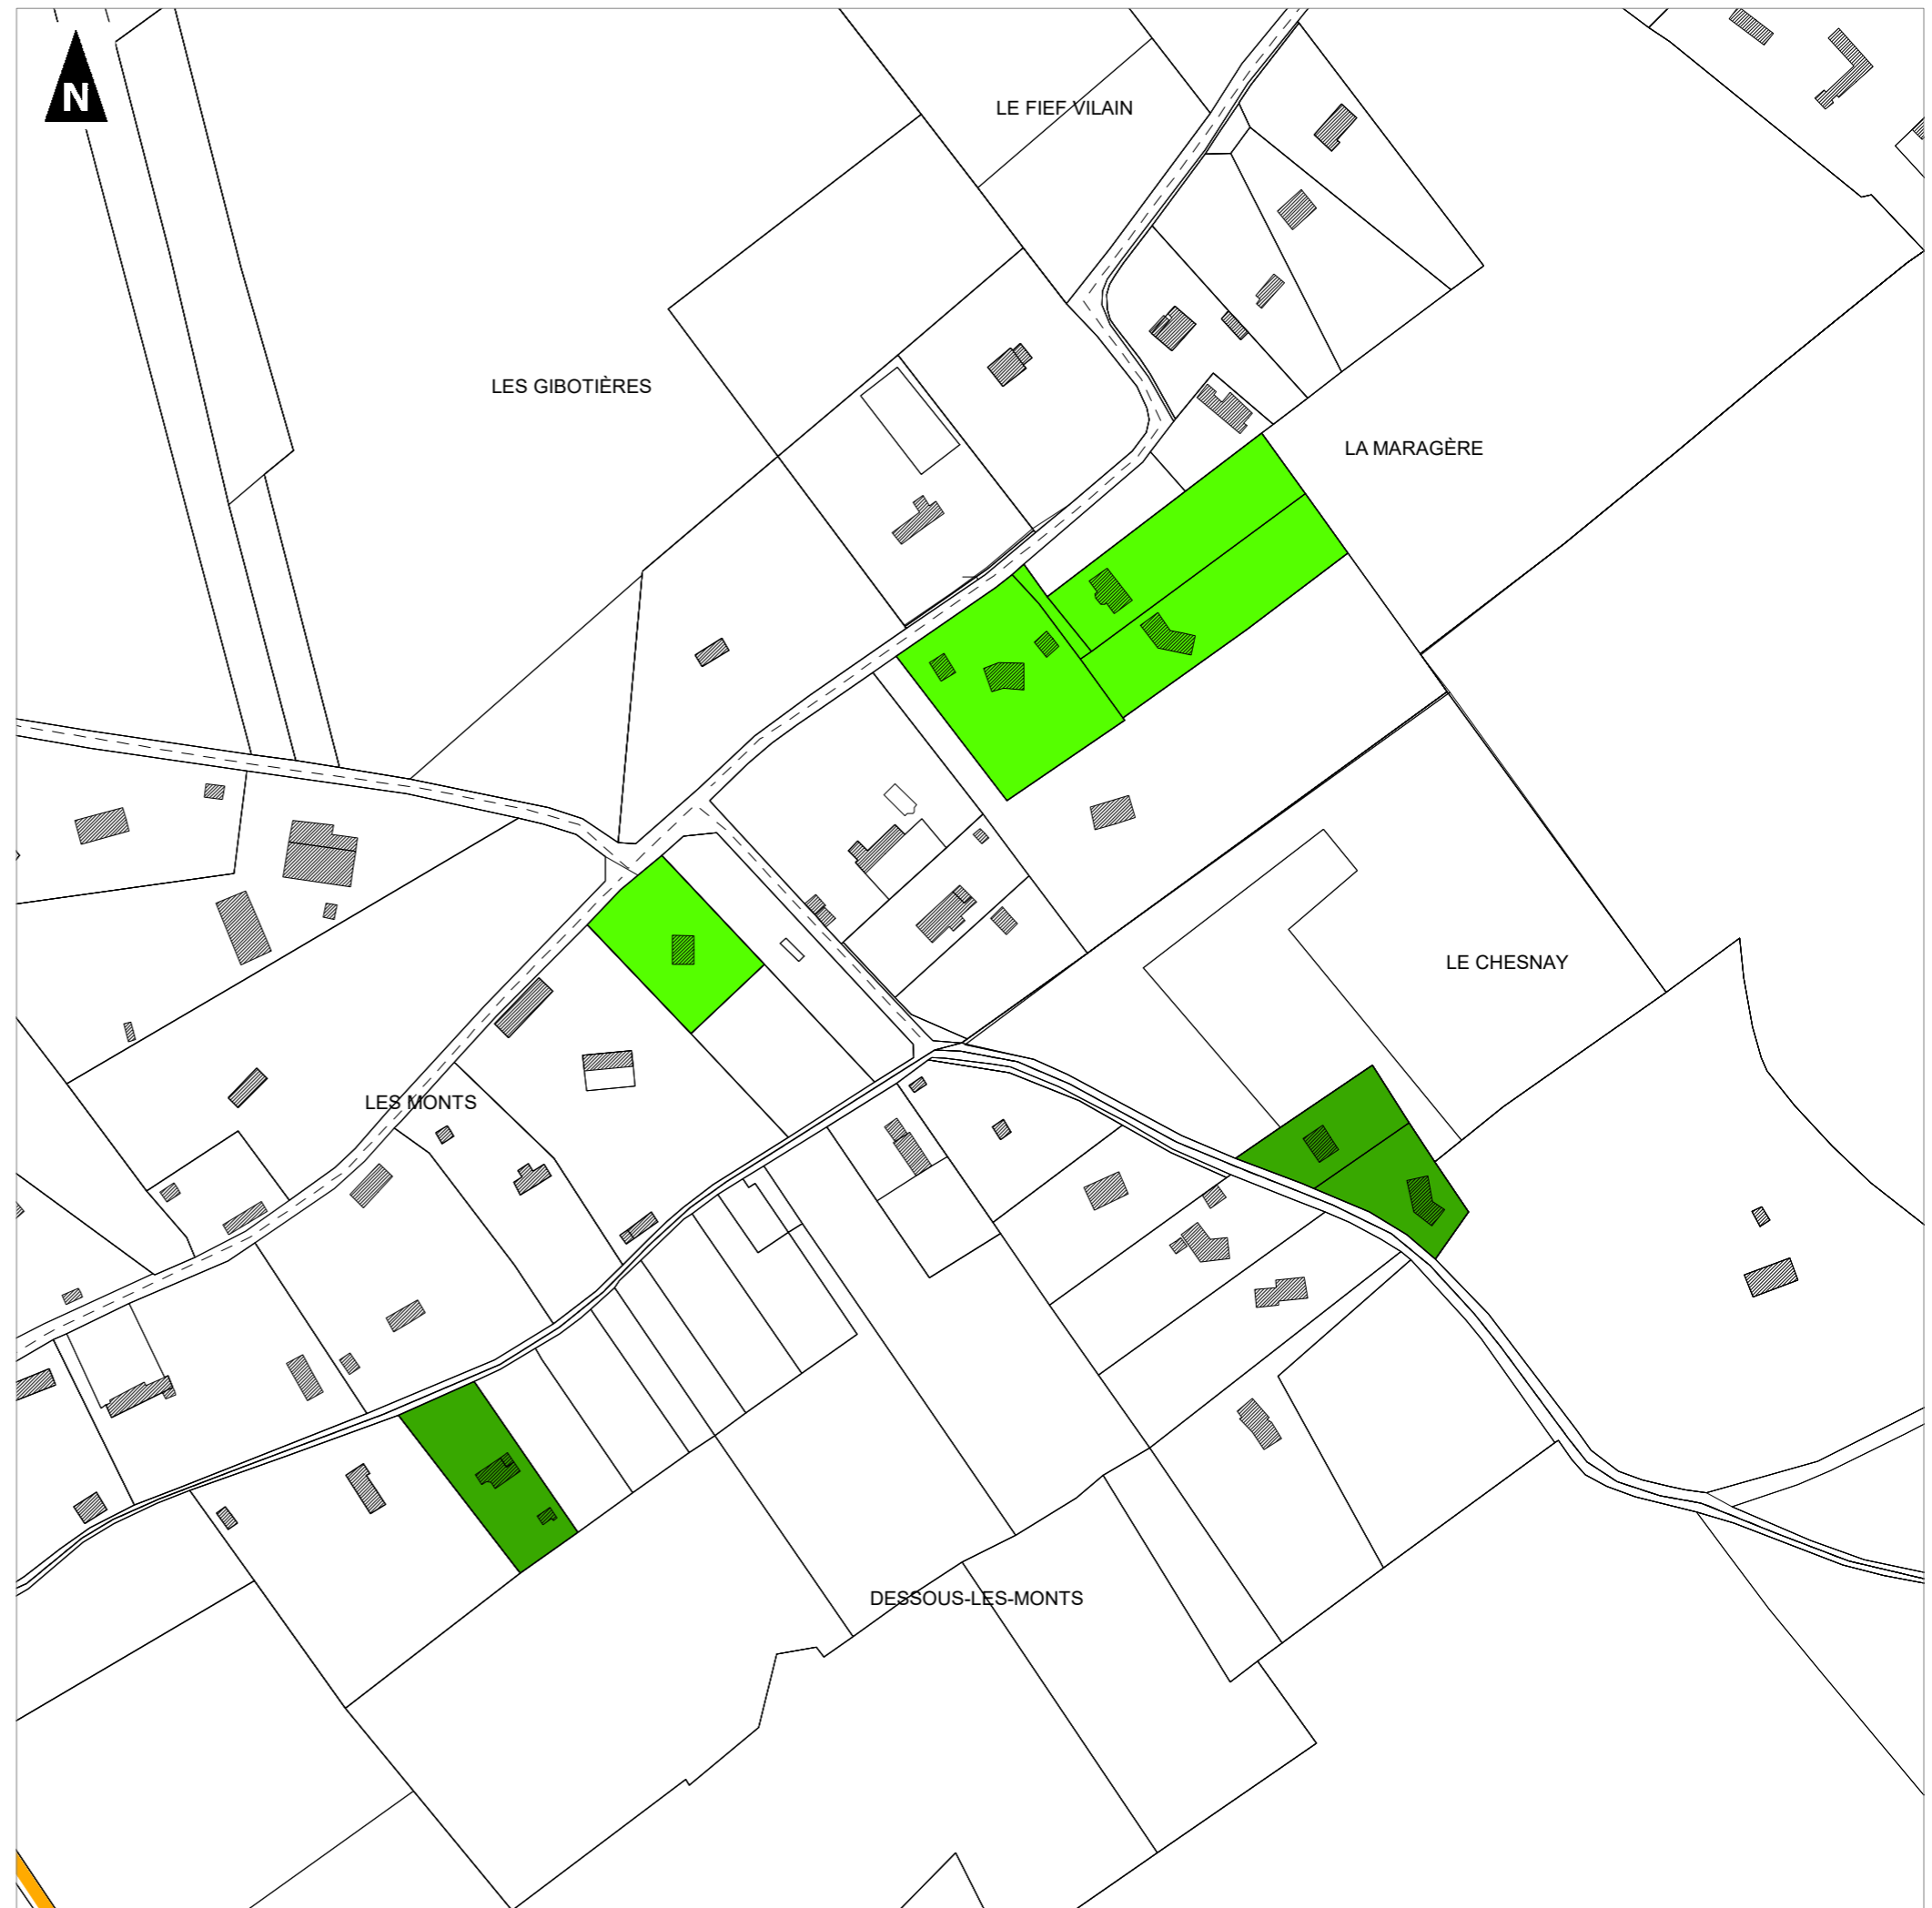 N
LE FIEF VILAIN
LES GIBOTIÈRES
LA MARAGÈRE
LE CHESNAY
LES MONTS
DESSOUS-LES-MONTS